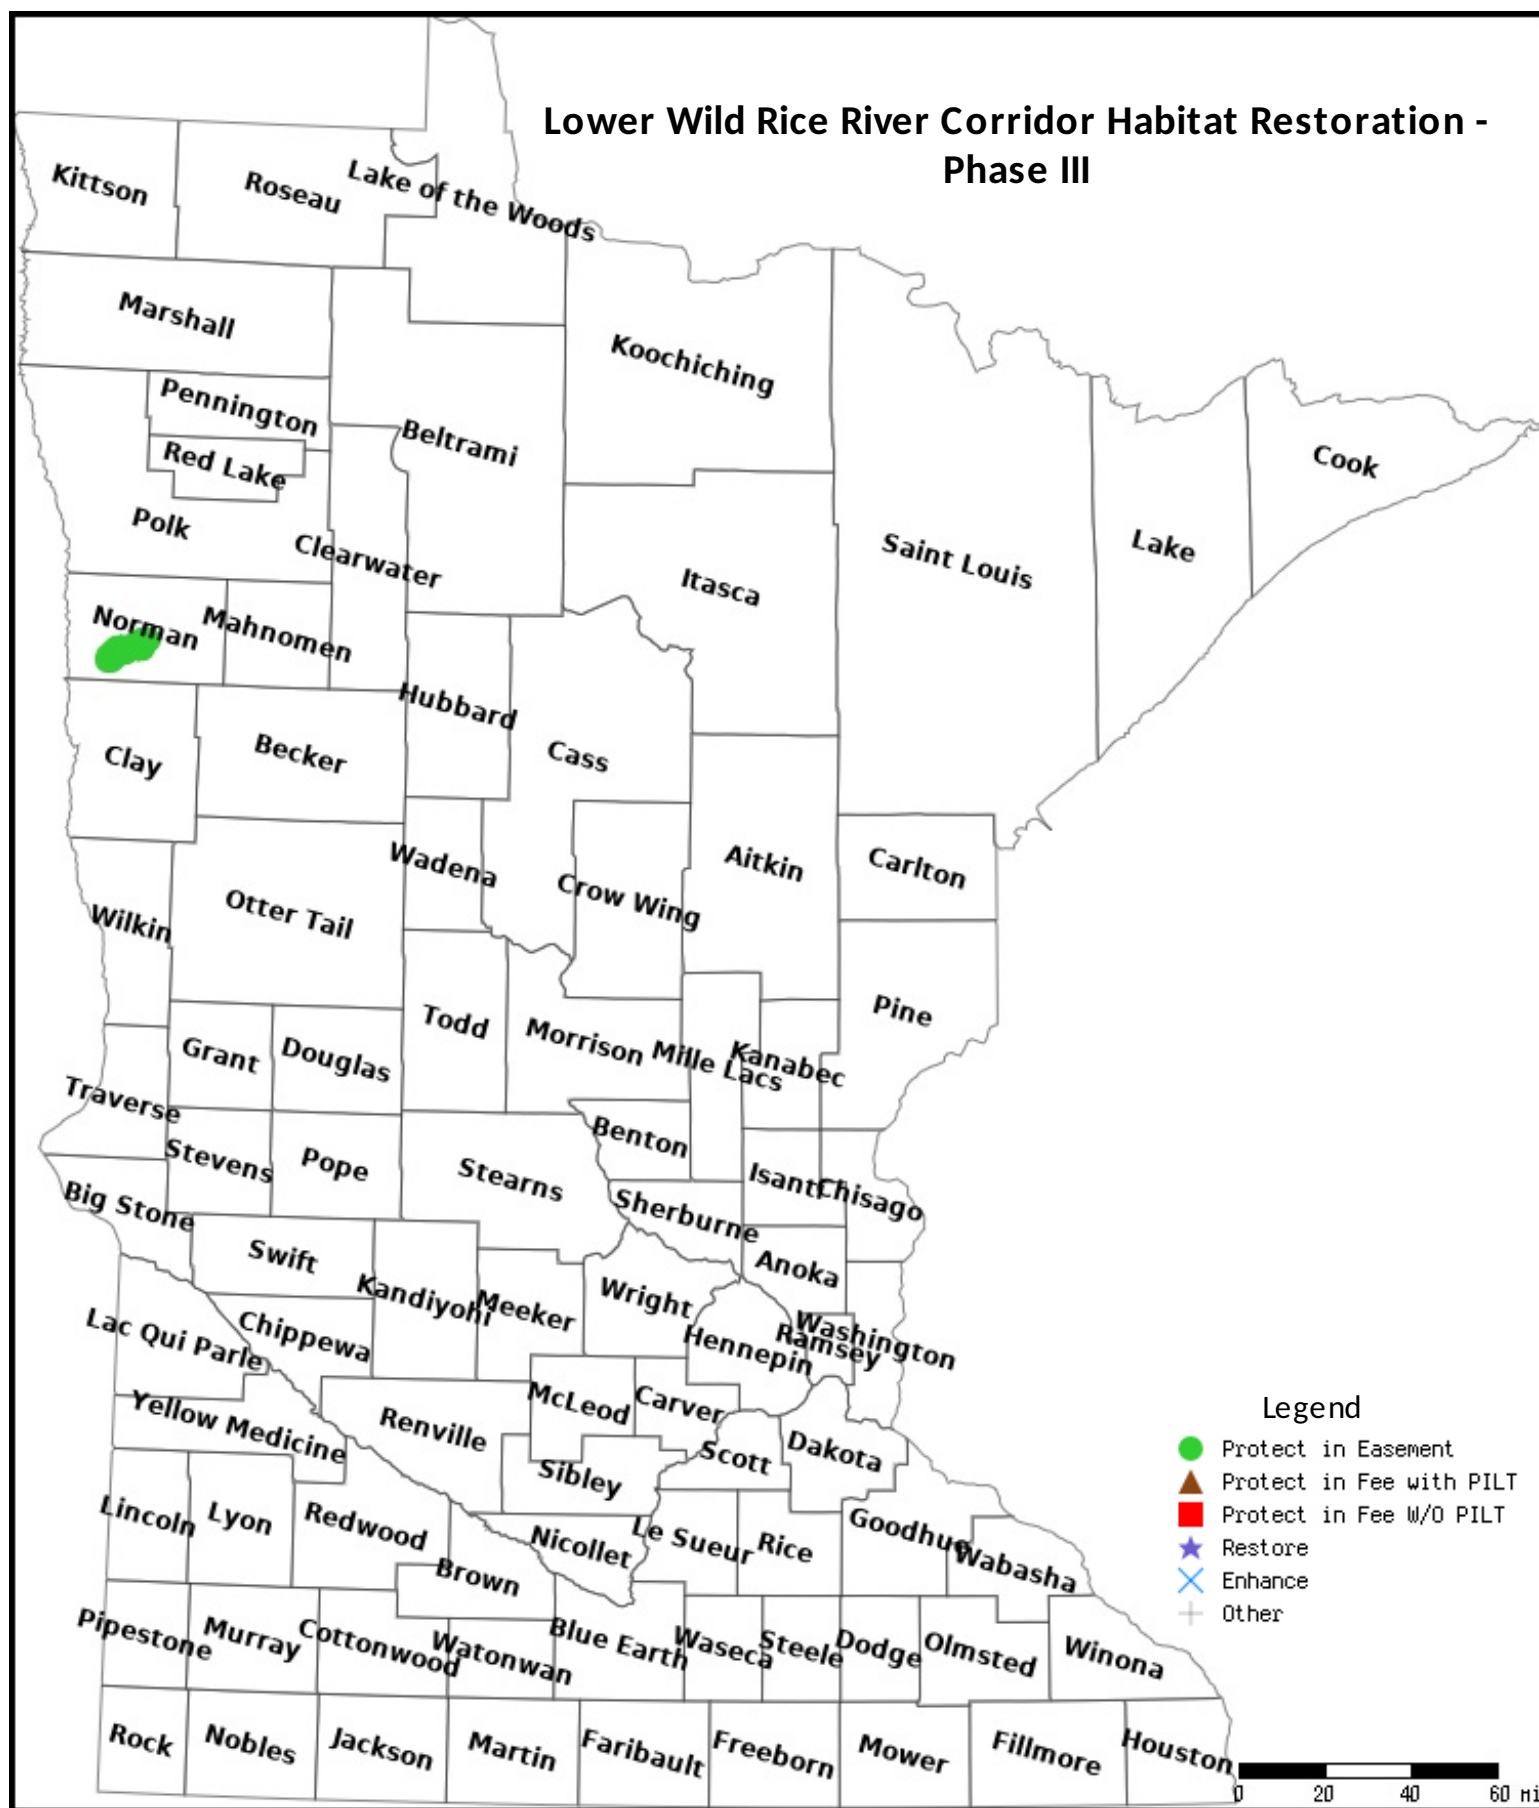 Lower Wild Rice River Corridor Habitat Restoration -
Phase III
Kittson
Roseau
Lake of the Woods
Marshall
Koochiching
Pennington
Beltrami
Red Lake
Cook
Polk
Clearwater
Saint Louis
Lake
Itasca
Norman
Mahnomen
Hubbard
Clay
Becker
Cass
Wadena
Aitkin
Carlton
Crow Wing
Otter Tail
Wilkin
Todd
Pine
Morrison
Mille Lacs
Kanabec
Grant
Douglas
Traverse
Benton
Stevens
Pope
Stearns
Isanti
Chisago
Big Stone
Sherburne
Swift
Anoka
Kandiyohi
Meeker
Wright
Lac Qui Parle
Chippewa
Hennepin
Ramsey
Washington
McLeod
Carver
Yellow Medicine
Renville
Scott
Dakota
Sibley
Legend
Protect in Easement
Protect in Fee with PILT
Protect in Fee W/O PILT
Restore
Enhance
Other
Lincoln
Lyon
Redwood
Nicollet
Le Sueur
Rice
Goodhue
Wabasha
Brown
Pipestone
Murray
Cottonwood
Watonwan
Blue Earth
Waseca
Steele
Dodge
Olmsted
Winona
Rock
Nobles
Jackson
Martin
Faribault
Freeborn
Mower
Fillmore
Houston
0 20 40 60 mi